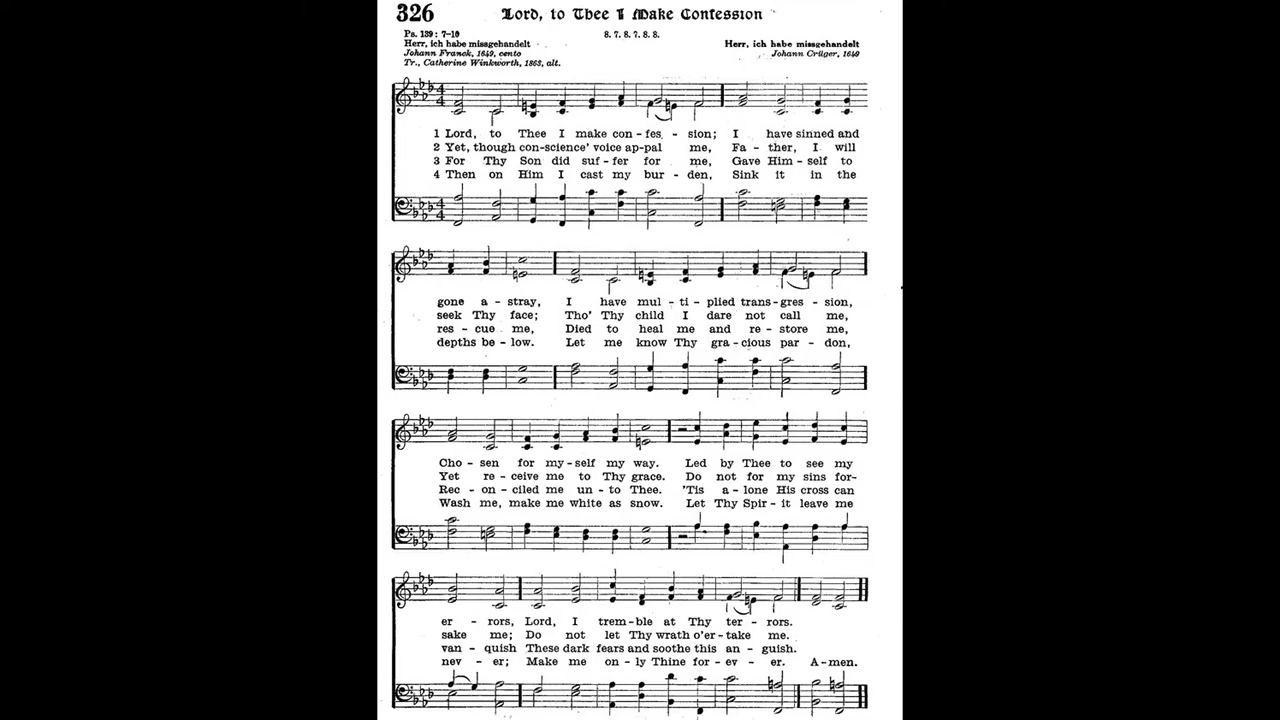 326 Lord, to Thee I Make Confession
Ps. 139: 7-10 8. 7. 8. 7. 8. 8.
Herr, ich habe missgehandelt Herr, ich habe missgehandelt
Johann Franck, 1649, cento Johann Crüger, 1649
Tr., Catherine Winkworth, 1863, alt.
1 Lord, to Thee I make con-fes - sion; I have sinned and
2 Yet, though con-science' voice ap-pal me, Fa - ther, I will
3 For Thy Son did suf-fer for me, Gave Him-self to
4 Then on Him I cast my bur - den, Sink it in the
gone a - stray, I have mul - ti - plied trans-gres - sion,
seek Thy face; Tho' Thy child I dare not call me,
res - cue me, Died to heal me and re - store me,
depths be - low. Let me know Thy gra - cious par - don,
Cho - sen for my-self my way. Led by Thee to see my
Yet re - ceive me to Thy grace. Do not for my sins for-
Rec - on - ciled me un - to Thee. 'Tis a - lone His cross can
Wash me, make me white as snow. Let Thy Spir - it leave me
er - rors, Lord, I trem-ble at Thy ter - rors.
sake me; Do not let Thy wrath o'er-take me.
van - quish These dark fears and soothe this an - guish.
nev - er; Make me on-ly Thine for-ev - er. A-men.